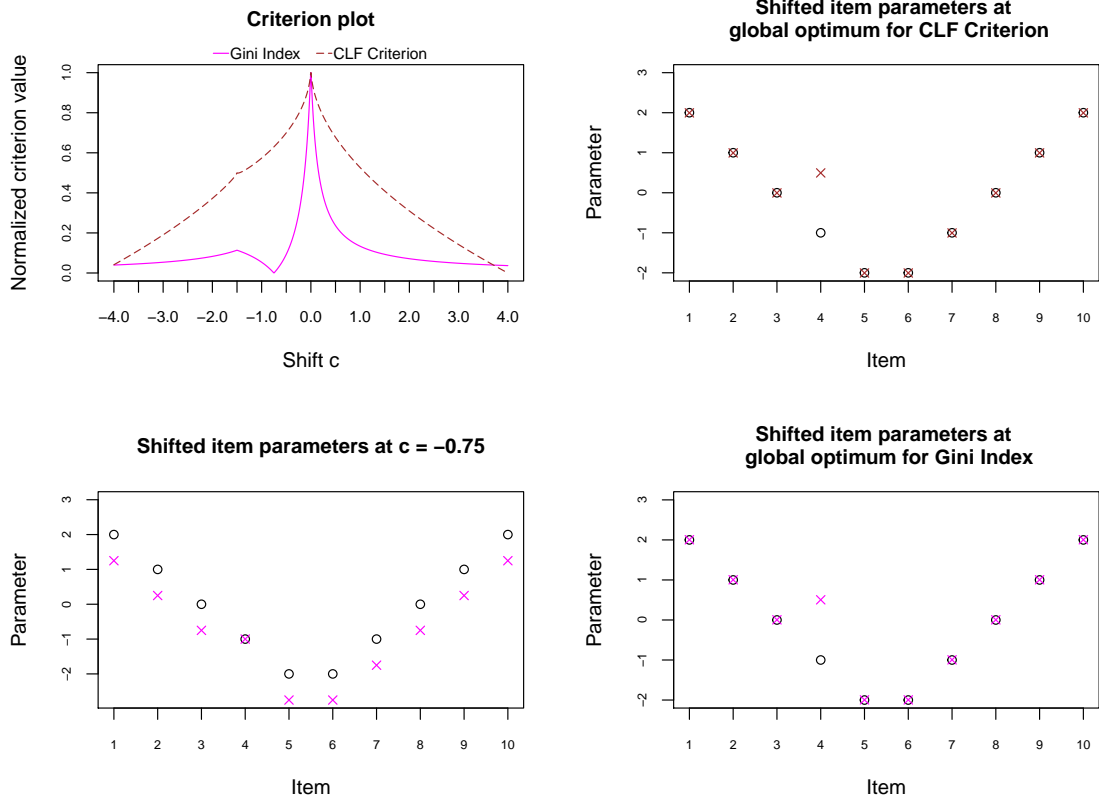 Criterion plot
Gini Index CLF Criterion
Normalized criterion value
1.0
0.8
0.6
0.4
0.2
0.0
−4.0 −3.0 −2.0 −1.0 0.0 1.0 2.0 3.0 4.0
Shift c
Shifted item parameters at
global optimum for CLF Criterion
Parameter
3
2
1
0
−1
−2
1 2 3 4 5 6 7 8 9 10
Item
Shifted item parameters at c = −0.75
Parameter
3
2
1
0
−1
−2
1 2 3 4 5 6 7 8 9 10
Item
Shifted item parameters at
global optimum for Gini Index
Parameter
3
2
1
0
−1
−2
1 2 3 4 5 6 7 8 9 10
Item